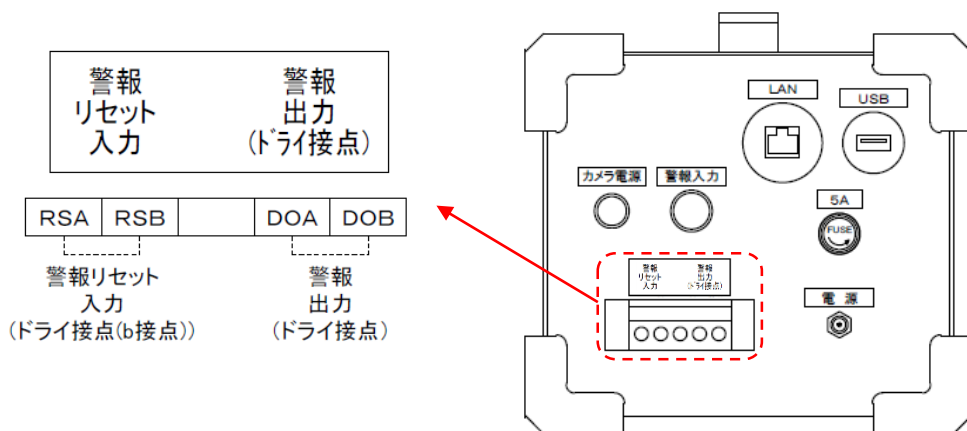 警報
リセット
入力
警報
出力
(ドライ接点)
RSA RSB DOA DOB
警報リセット
入力
(ドライ接点(b接点))
警報
出力
(ドライ接点)
LAN
USB
カメラ電源
警報入力
5A
FUSE
警報
リセット
入力
警報
出力
(ドライ接点)
電 源